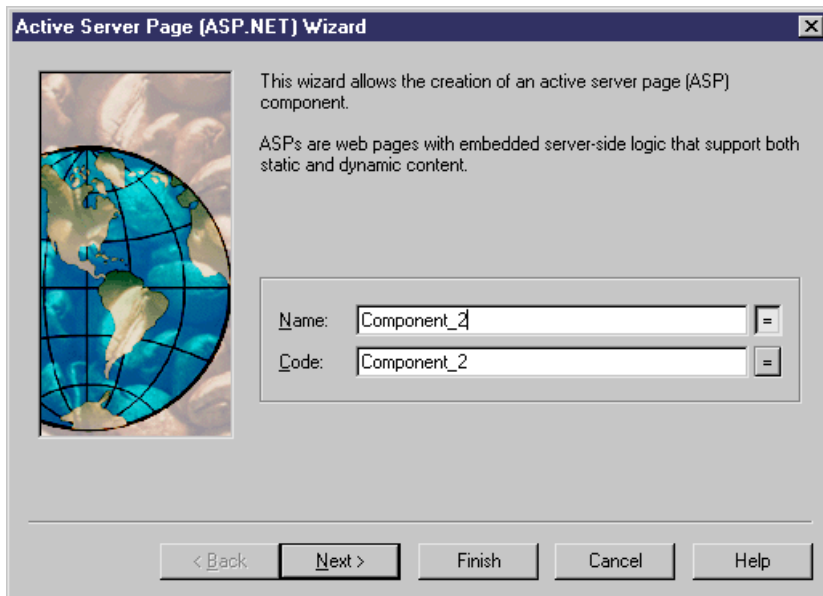 Active Server Page (ASP.NET) Wizard
This wizard allows the creation of an active server page (ASP)
component.
ASPs are web pages with embedded server-side logic that support both
static and dynamic content.
Name: Component_2 =
Code: Component_2 =
< Back Next > Finish Cancel Help